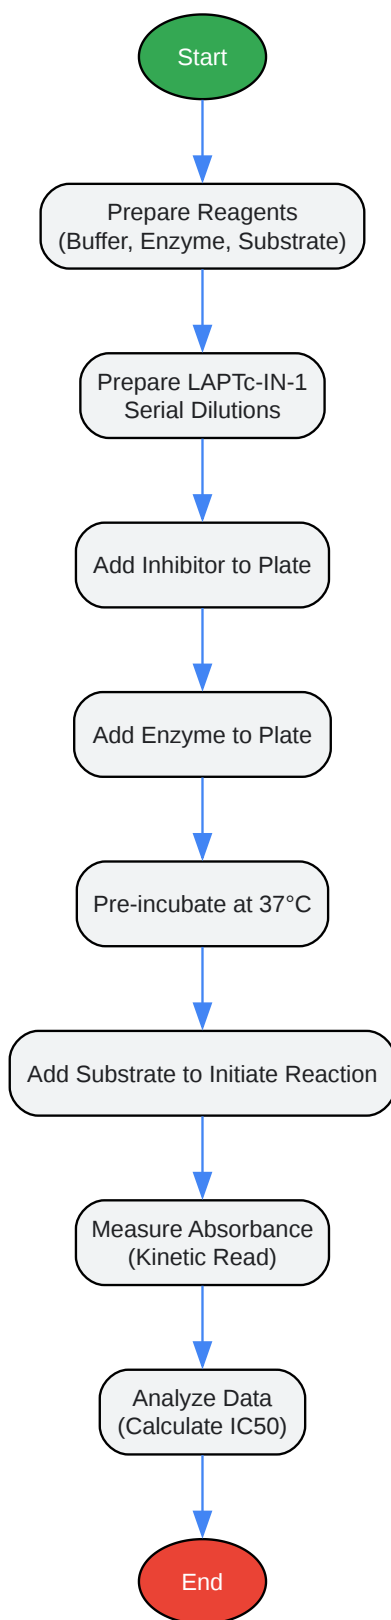 Start
Prepare Reagents
(Buffer, Enzyme, Substrate)
Prepare LAPTc-IN-1
Serial Dilutions
Add Inhibitor to Plate
Add Enzyme to Plate
Pre-incubate at 37°C
Add Substrate to Initiate Reaction
Measure Absorbance
(Kinetic Read)
Analyze Data
(Calculate IC50)
End